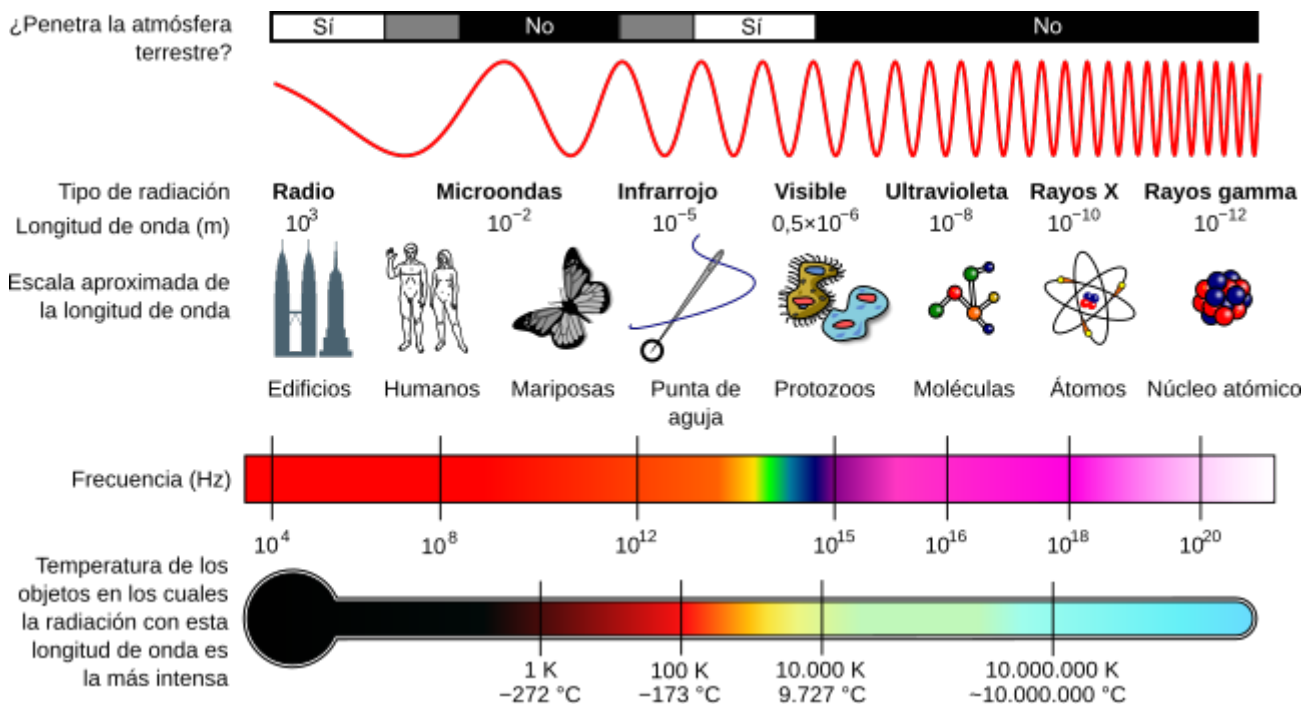 ¿Penetra la atmósfera
terrestre?
Sí No Sí No
Tipo de radiación Radio Microondas Infrarrojo Visible Ultravioleta Rayos X Rayos gamma
Longitud de onda (m) 10³ 10⁻² 10⁻⁵ 0,5×10⁻⁶ 10⁻⁸ 10⁻¹⁰ 10⁻¹²
Escala aproximada de
la longitud de onda
Edificios Humanos Mariposas Punta de Protozoos Moléculas Átomos Núcleo atómico
aguja
Frecuencia (Hz)
10⁴ 10⁸ 10¹² 10¹⁵ 10¹⁶ 10¹⁸ 10²⁰
Temperatura de los
objetos en los cuales
la radiación con esta
longitud de onda es
la más intensa
1 K 100 K 10.000 K 10.000.000 K
−272 °C −173 °C 9.727 °C ~10.000.000 °C